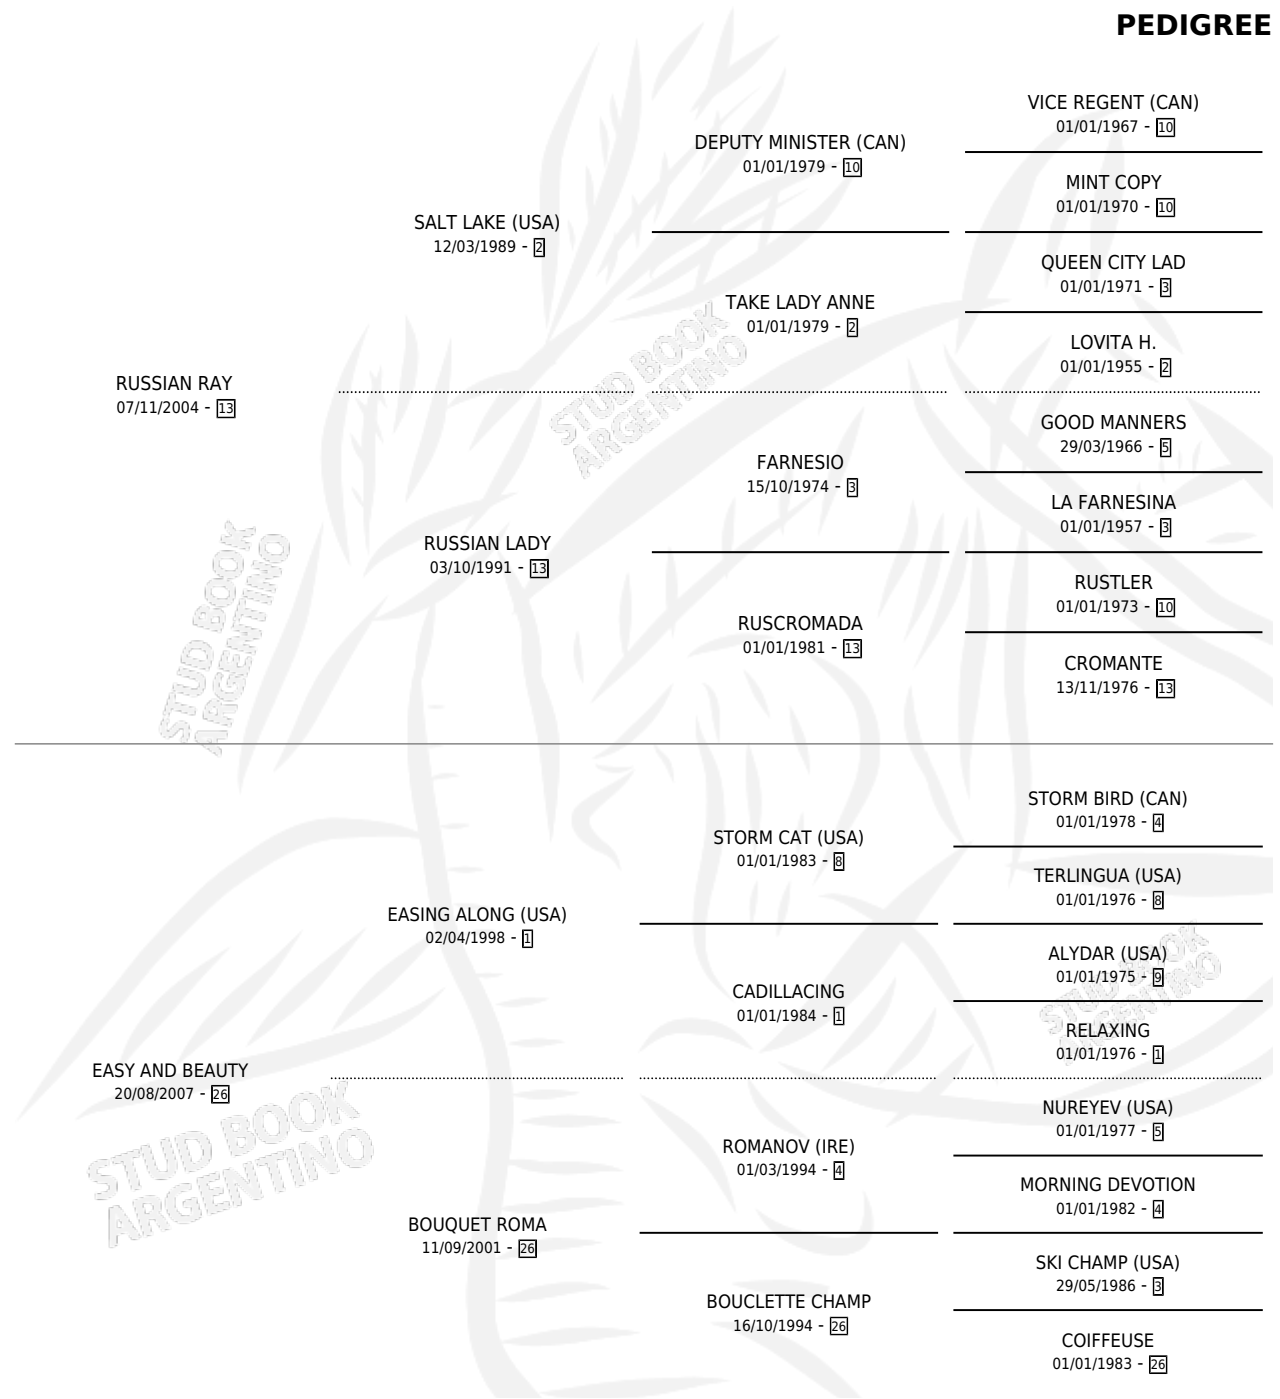 PEDIGREE
VICE REGENT (CAN)
01/01/1967 - 10
DEPUTY MINISTER (CAN)
01/01/1979 - 10
MINT COPY
01/01/1970 - 10
SALT LAKE (USA)
12/03/1989 - 2
QUEEN CITY LAD
01/01/1971 - 3
TAKE LADY ANNE
01/01/1979 - 2
LOVITA H.
01/01/1955 - 2
RUSSIAN RAY
07/11/2004 - 13
GOOD MANNERS
29/03/1966 - 5
FARNESIO
15/10/1974 - 3
LA FARNESINA
01/01/1957 - 3
RUSSIAN LADY
03/10/1991 - 13
RUSTLER
01/01/1973 - 10
RUSCROMADA
01/01/1981 - 13
CROMANTE
13/11/1976 - 13
STORM BIRD (CAN)
01/01/1978 - 4
STORM CAT (USA)
01/01/1983 - 8
TERLINGUA (USA)
01/01/1976 - 8
EASING ALONG (USA)
02/04/1998 - 1
ALYDAR (USA)
01/01/1975 - 9
CADILLACING
01/01/1984 - 1
RELAXING
01/01/1976 - 1
EASY AND BEAUTY
20/08/2007 - 26
NUREYEV (USA)
01/01/1977 - 5
ROMANOV (IRE)
01/03/1994 - 4
MORNING DEVOTION
01/01/1982 - 4
BOUQUET ROMA
11/09/2001 - 26
SKI CHAMP (USA)
29/05/1986 - 3
BOUCLETTE CHAMP
16/10/1994 - 26
COIFFEUSE
01/01/1983 - 26
STUD BOOK
ARGENTINO
STUD BOOK
ARGENTINO
STUD BOOK
ARGENTINO
STUD BOOK
ARGENTINO